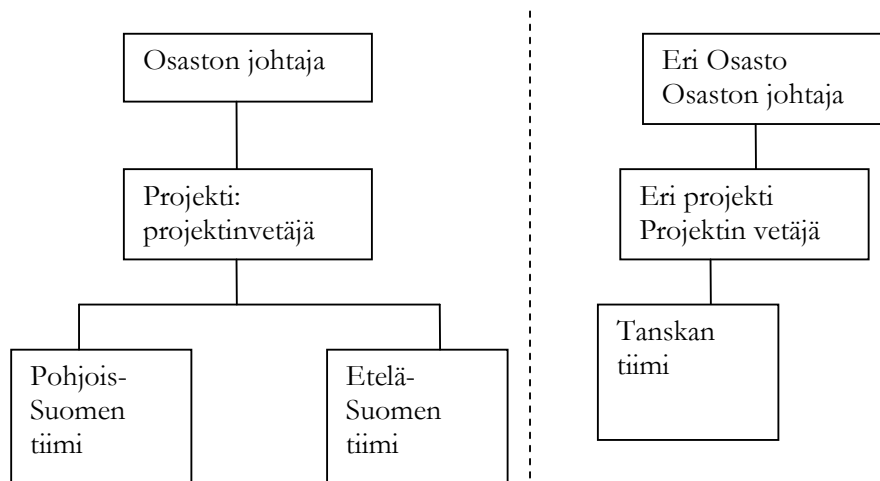 Osaston johtaja
Eri Osasto
Osaston johtaja
Projekti:
projektinvetäjä
Eri projekti
Projektin vetäjä
Pohjois-
Suomen
tiimi
Etelä-
Suomen
tiimi
Tanskan
tiimi